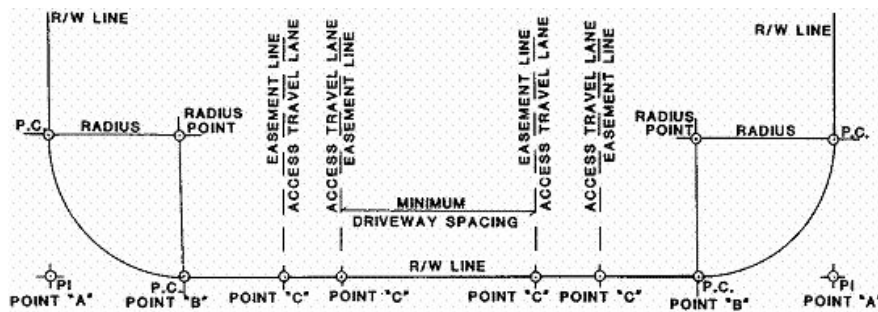 R/W LINE
R/W LINE
EASEMENT LINE
ACCESS TRAVEL LANE
ACCESS TRAVEL LANE
EASEMENT LINE
EASEMENT LINE
ACCESS TRAVEL LANE
ACCESS TRAVEL LANE
EASEMENT LINE
P.C.
RADIUS
RADIUS
POINT
RADIUS
POINT
RADIUS
P.C.
MINIMUM
DRIVEWAY SPACING
R/W LINE
PI
POINT "A"
P.C.
POINT "B"
POINT "C"
POINT "C"
POINT "C"
POINT "C"
P.C.
POINT "B"
PI
POINT "A"